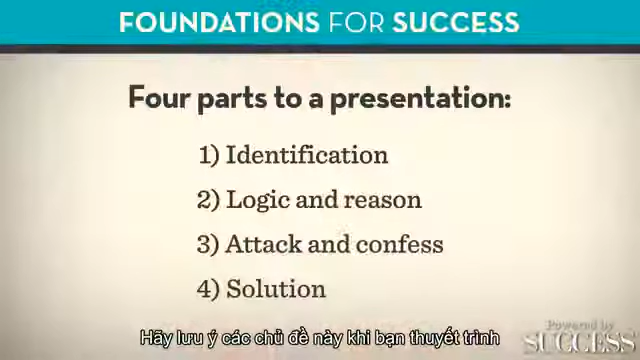 FOUNDATIONS FOR SUCCESS
Four parts to a presentation:
1) Identification
2) Logic and reason
3) Attack and confess
4) Solution
Hãy lưu ý các chủ đề này khi bạn thuyết trình
Powered by
SUCCESS